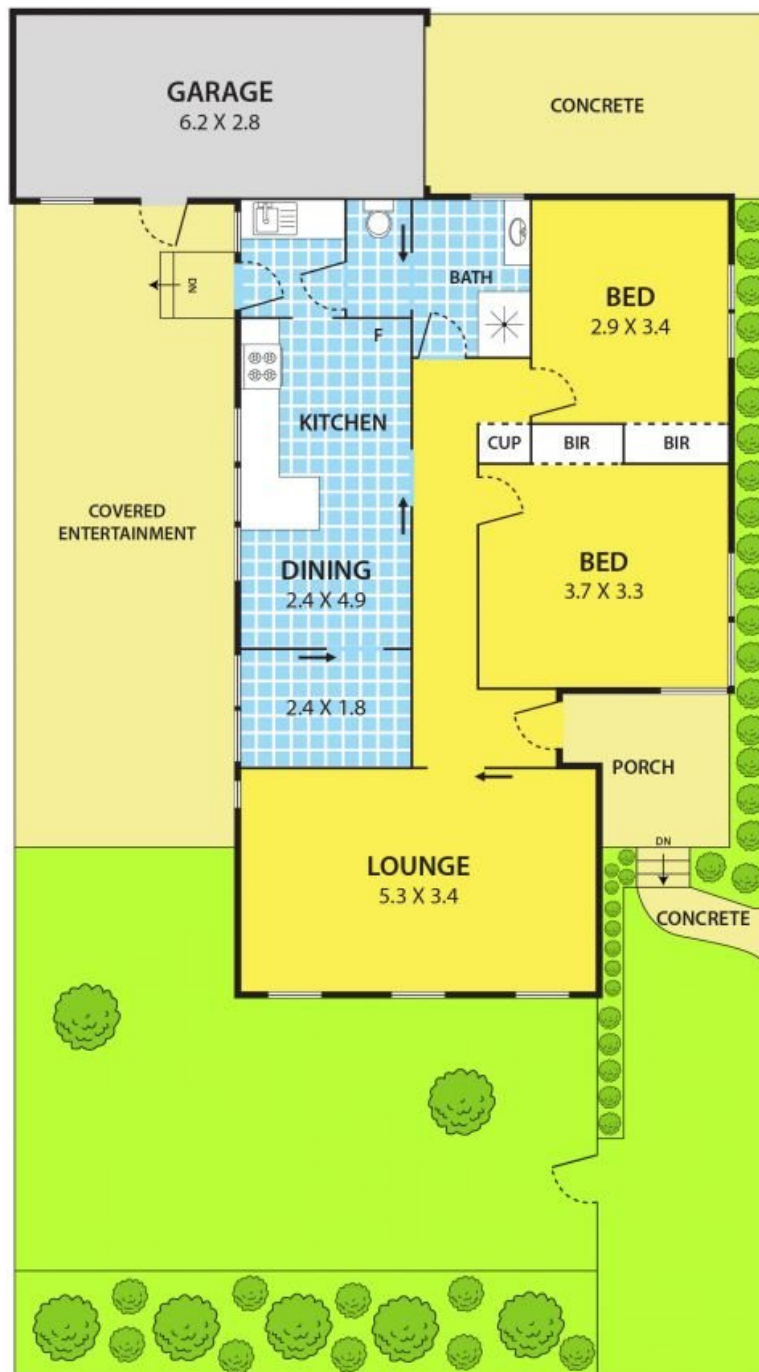 GARAGE
6.2 X 2.8
CONCRETE
DN
BATH
BED
2.9 X 3.4
F
KITCHEN
CUP
BIR
BIR
COVERED
ENTERTAINMENT
DINING
2.4 X 4.9
BED
3.7 X 3.3
2.4 X 1.8
PORCH
DN
LOUNGE
5.3 X 3.4
CONCRETE